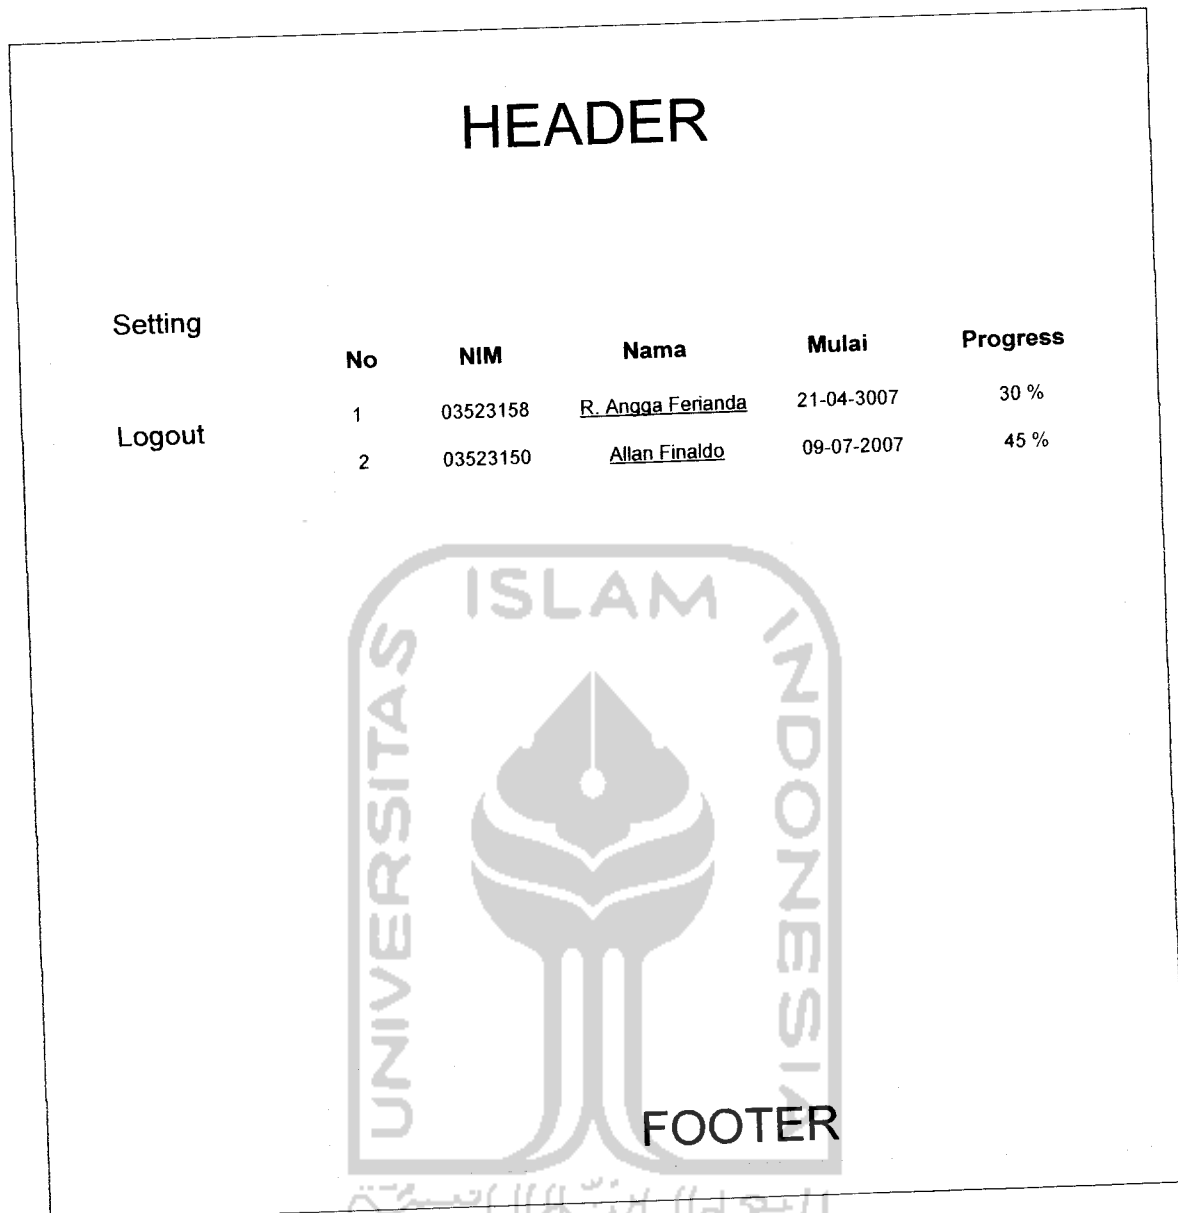 HEADER
Setting
Logout
No NIM Nama Mulai Progress
1 03523158 R. Angga Ferianda 21-04-3007 30 %
2 03523150 Allan Finaldo 09-07-2007 45 %
UNIVERSITAS ISLAM INDONESIA
FOOTER